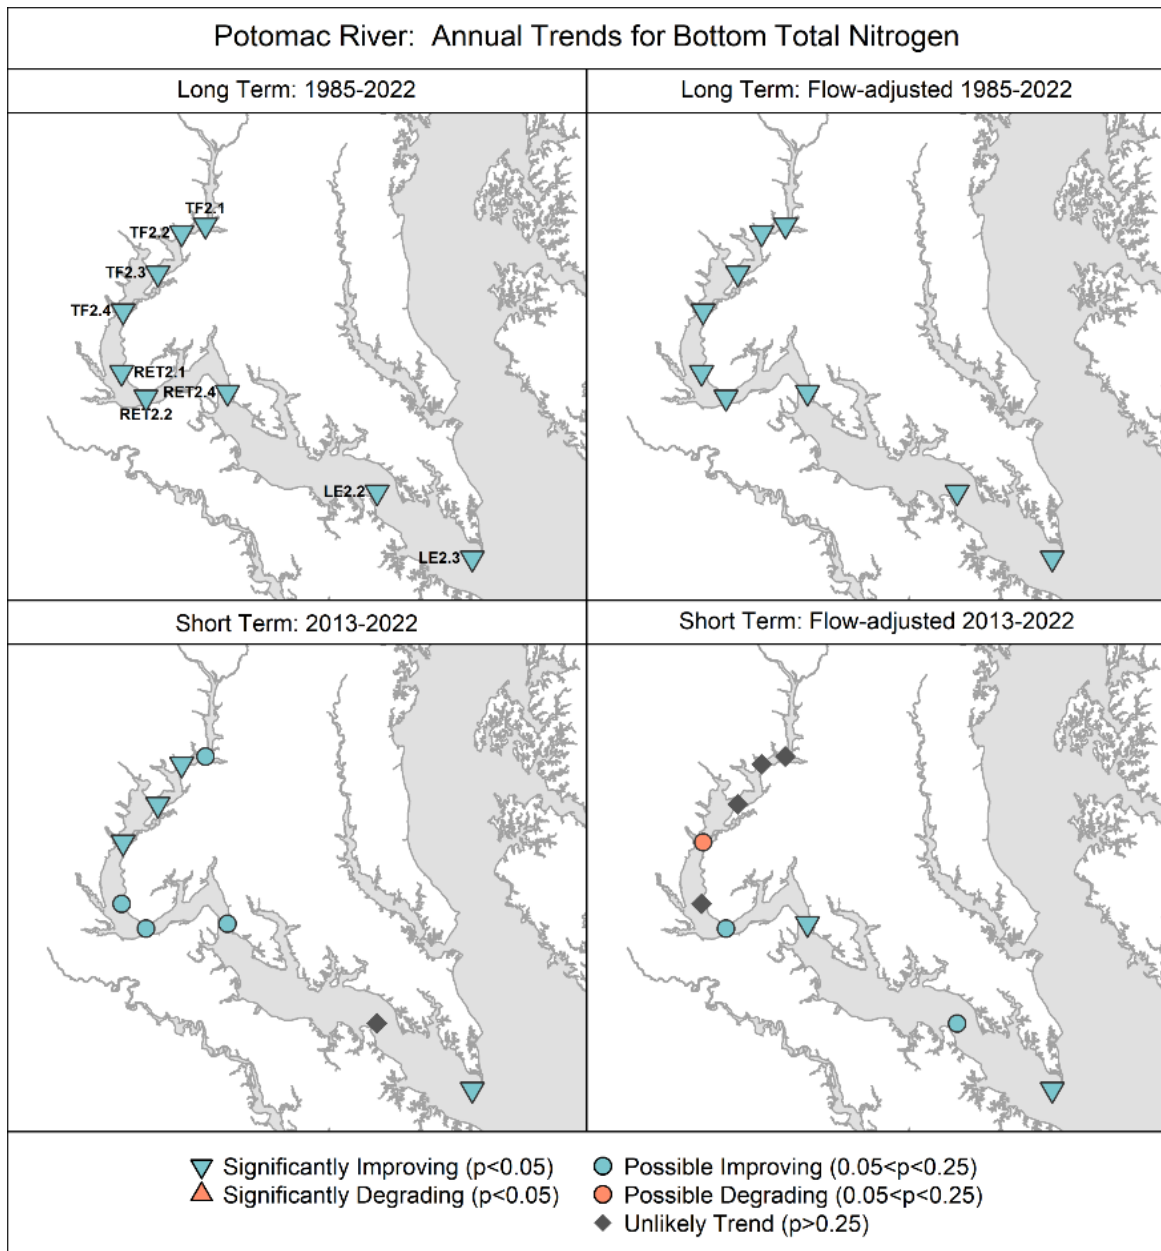 Potomac River:  Annual Trends for Bottom Total Nitrogen
Long Term: 1985-2022
Long Term: Flow-adjusted 1985-2022
TF2.1
TF2.2
TF2.3
TF2.4
RET2.1
RET2.4
RET2.2
LE2.2
LE2.3
Short Term: 2013-2022
Short Term: Flow-adjusted 2013-2022
Significantly Improving (p<0.05)
Possible Improving (0.05<p<0.25)
Significantly Degrading (p<0.05)
Possible Degrading (0.05<p<0.25)
Unlikely Trend (p>0.25)